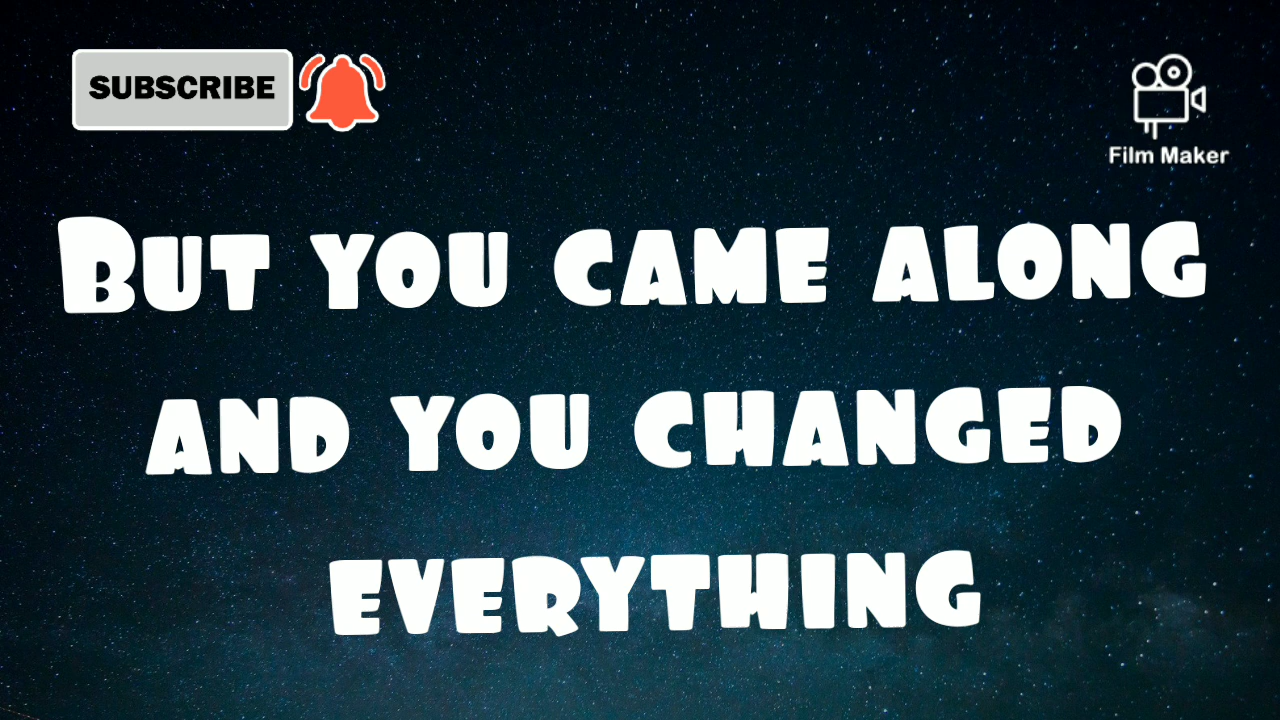 SUBSCRIBE
Film Maker
BUT YOU CAME ALONG
AND YOU CHANGED
EVERYTHING